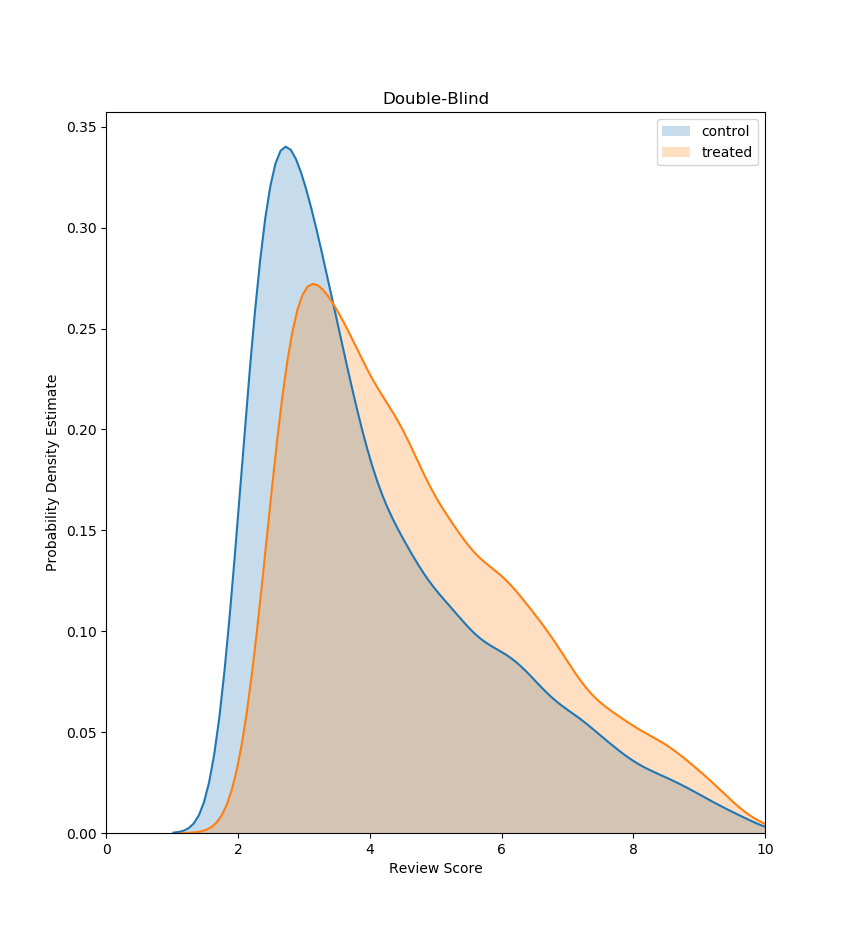 Double-Blind
control
treated
0.35
0.30
0.25
0.20
0.15
0.10
0.05
0.00
Probability Density Estimate
0 2 4 6 8 10
Review Score